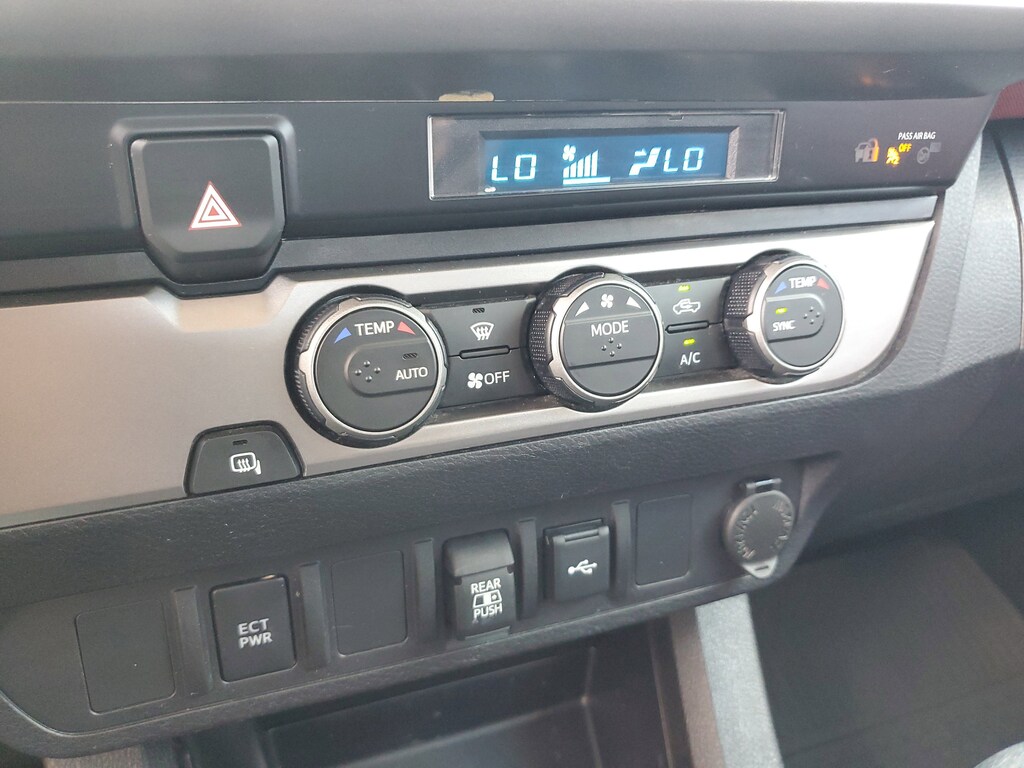 PASS AIR BAG
OFF
LO
LO
TEMP
AUTO
OFF
MODE
A/C
TEMP
SYNC
ECT
PWR
REAR
PUSH